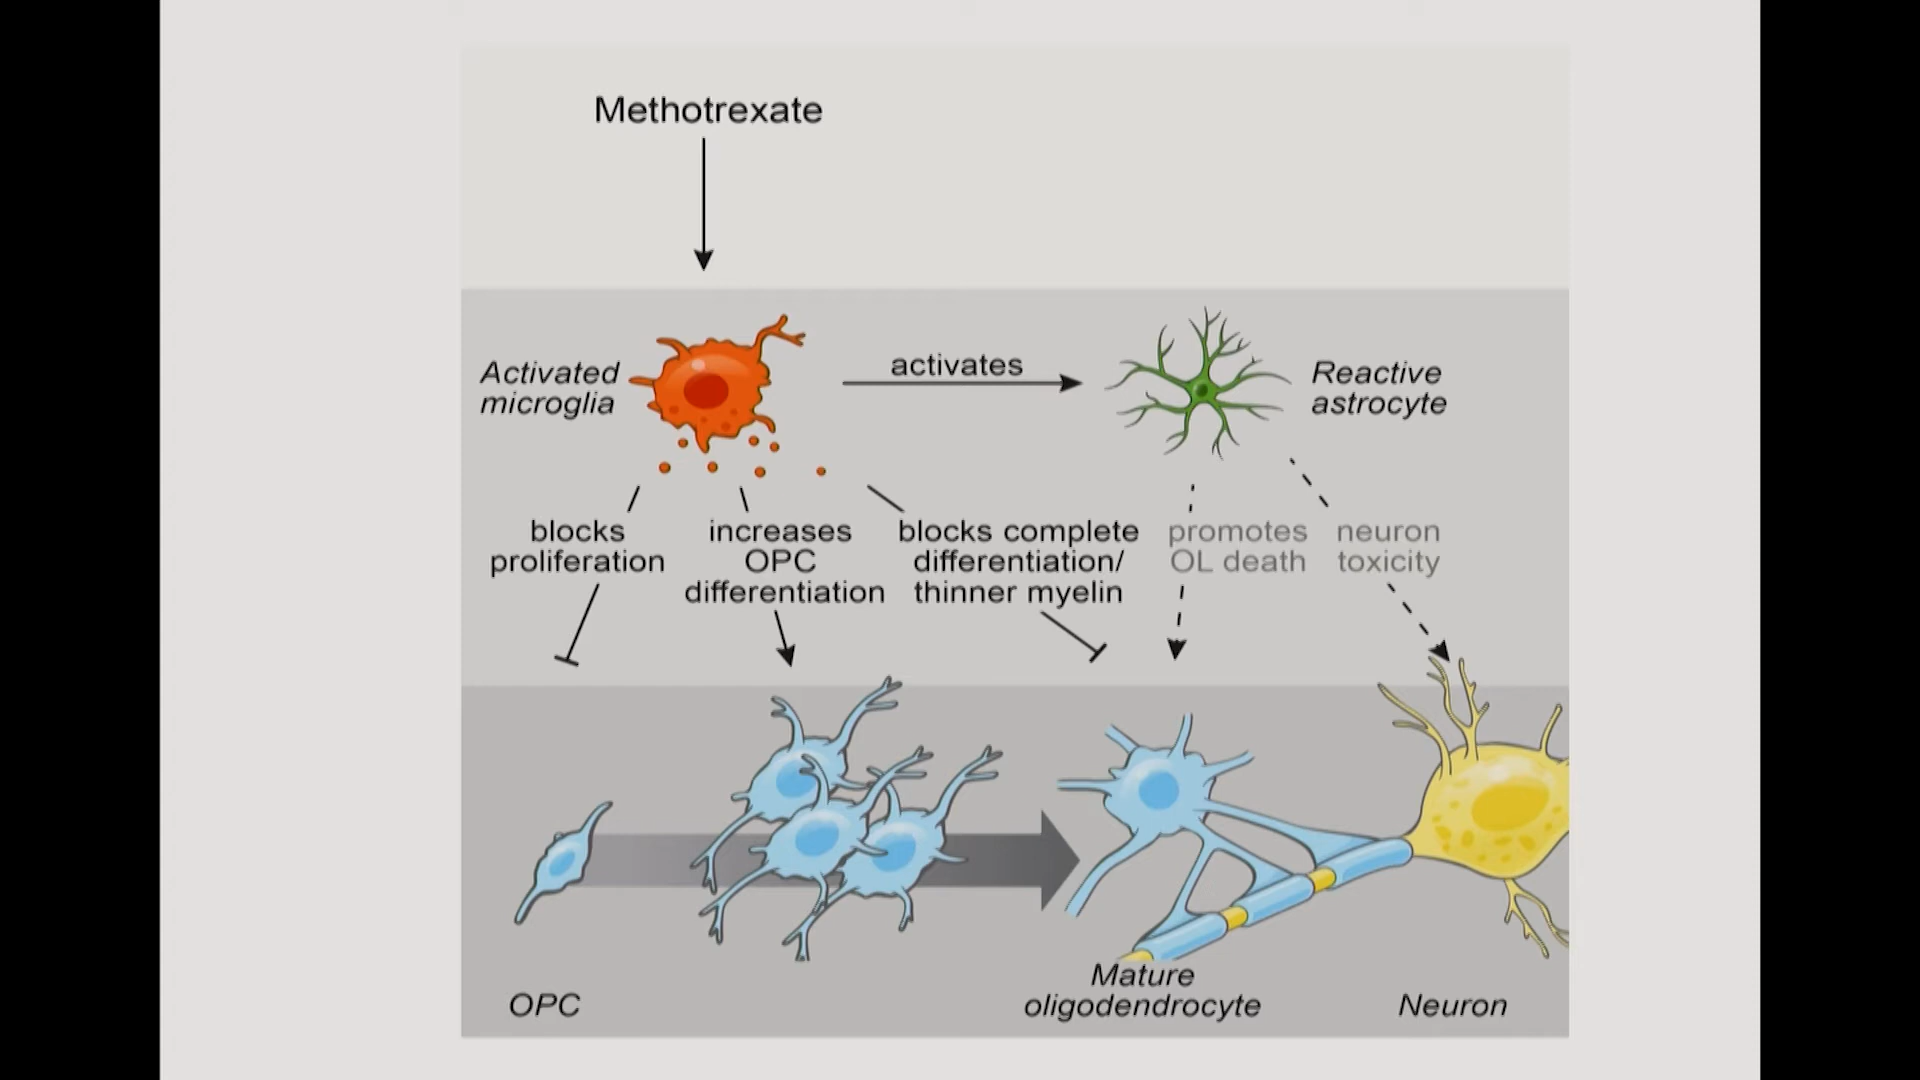 Methotrexate
Activated
microglia
activates
Reactive
astrocyte
blocks
proliferation
increases
OPC
differentiation
blocks complete
differentiation/
thinner myelin
promotes
OL death
neuron
toxicity
OPC
Mature
oligodendrocyte
Neuron